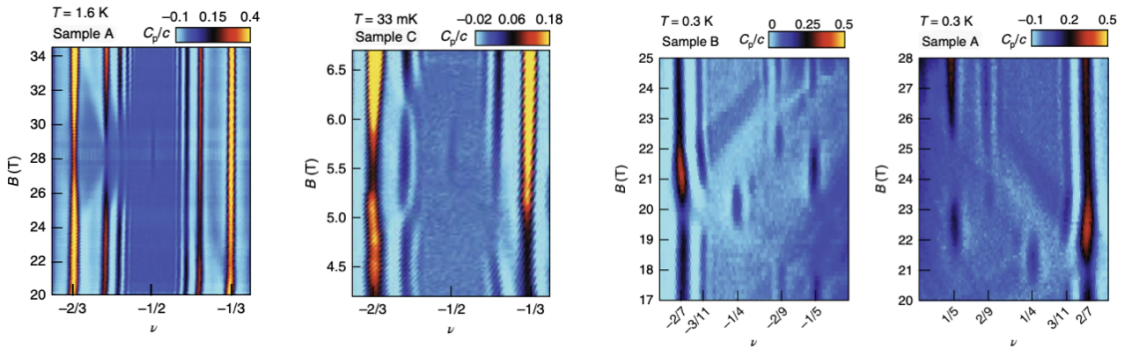 T = 1.6 K
−0.1 0.15 0.4
Sample A
Cp/c
34
32
30
28
26
24
22
20
B (T)
−2/3
−1/2
−1/3
ν
T = 33 mK
−0.02 0.06 0.18
Sample C
Cp/c
6.5
6.0
5.5
5.0
4.5
B (T)
−2/3
−1/2
−1/3
ν
T = 0.3 K
0 0.25 0.5
Sample B
Cp/c
25
24
23
22
21
20
19
18
17
B (T)
−2/7
−3/11
−1/4
−2/9
−1/5
ν
T = 0.3 K
−0.1 0.2 0.5
Sample A
Cp/c
28
27
26
25
24
23
22
21
20
B (T)
1/5
2/9
1/4
3/11
2/7
ν